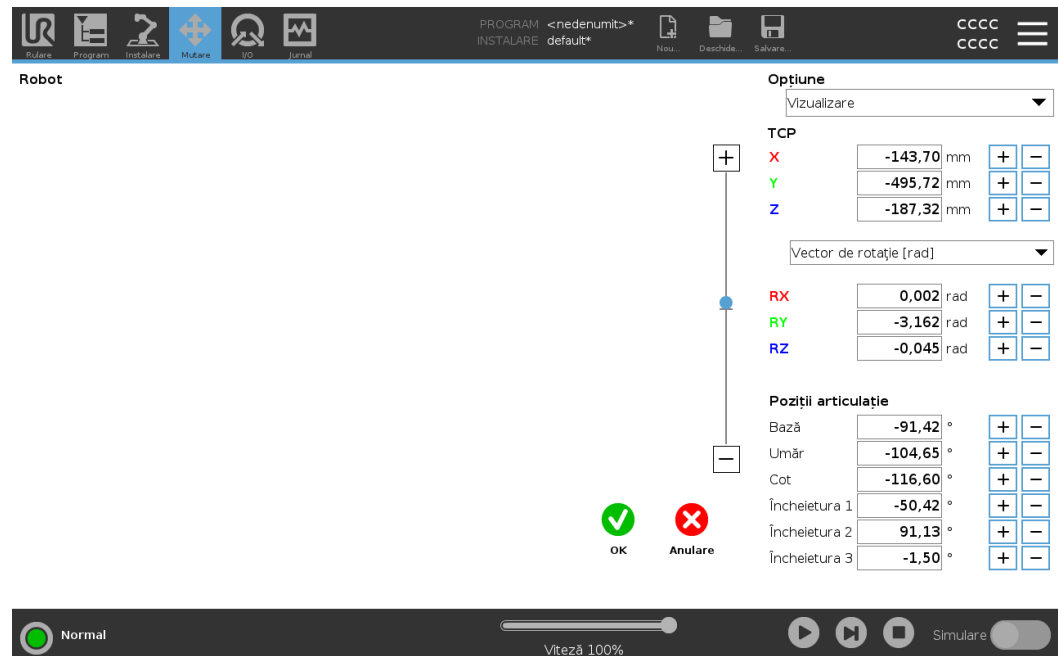 Rulare Program Instalare Mutare I/O Jurnal
PROGRAM <nedenumit>*
INSTALARE default*
Nou... Deschide... Salvare...
CCCC
CCCC
Robot
Opțiune
Vizualizare
TCP
X -143,70 mm + −
Y -495,72 mm + −
Z -187,32 mm + −
Vector de rotație [rad]
RX 0,002 rad + −
RY -3,162 rad + −
RZ -0,045 rad + −
Poziții articulație
Bază -91,42 ° + −
Umăr -104,65 ° + −
Cot -116,60 ° + −
Încheietura 1 -50,42 ° + −
Încheietura 2 91,13 ° + −
Încheietura 3 -1,50 ° + −
OK Anulare
Normal
Viteză 100%
Simulare